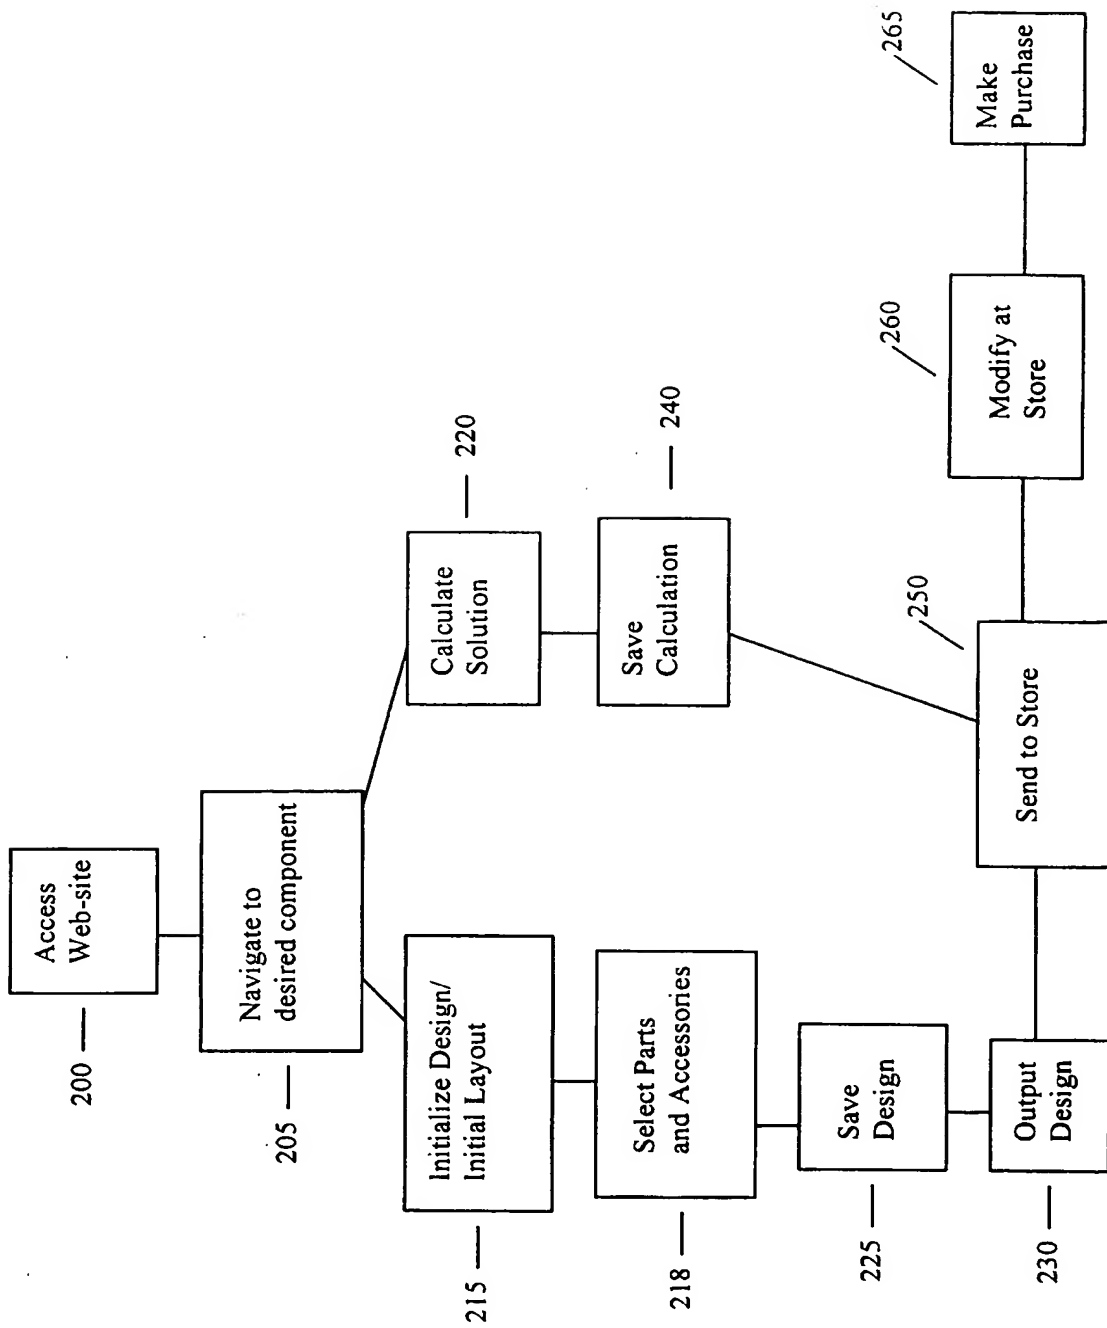 Access
Web-site
200
Navigate to
desired component
205
Initialize Design/
Initial Layout
215
Calculate
Solution
220
Select Parts
and Accessories
218
Save
Calculation
240
Save
Design
225
Output
Design
230
Send to Store
250
Modify at
Store
260
Make
Purchase
265